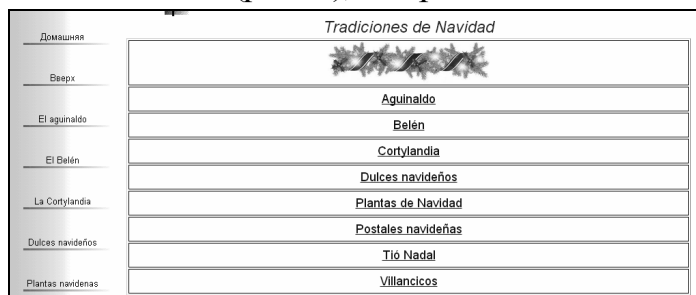 Tradiciones de Navidad
Домашняя
Вверх
El aguinaldo
El Belén
La Cortylandia
Dulces navideños
Plantas navidenas
Aguinaldo
Belén
Cortylandia
Dulces navideños
Plantas de Navidad
Postales navideñas
Tió Nadal
Villancicos